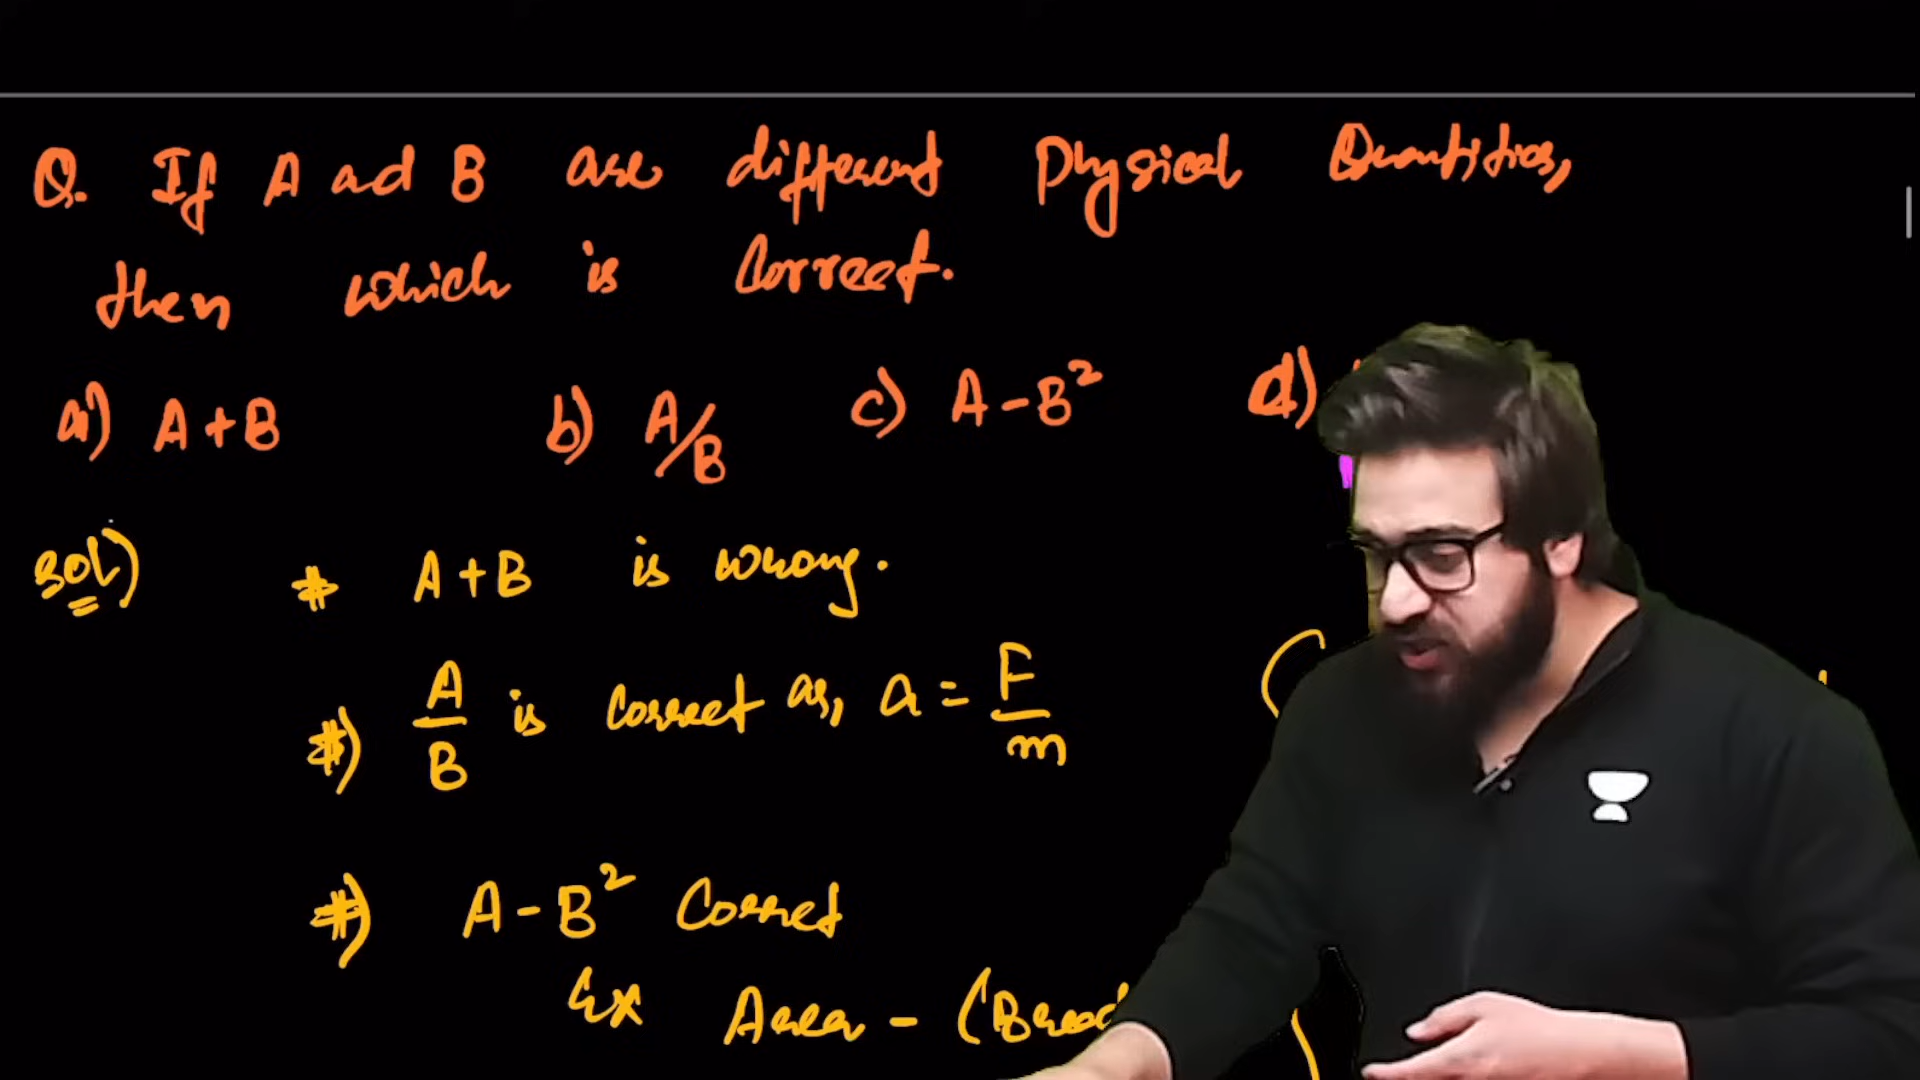 Q. If A ad B are different Physical Quantities,
then which is Correct.
a) A + B b) A/B c) A - B² d)
Sol) # A + B is wrong.
#) A/B is Correct as, a = F/m
#) A - B² Correct
Ex Area - (Bread